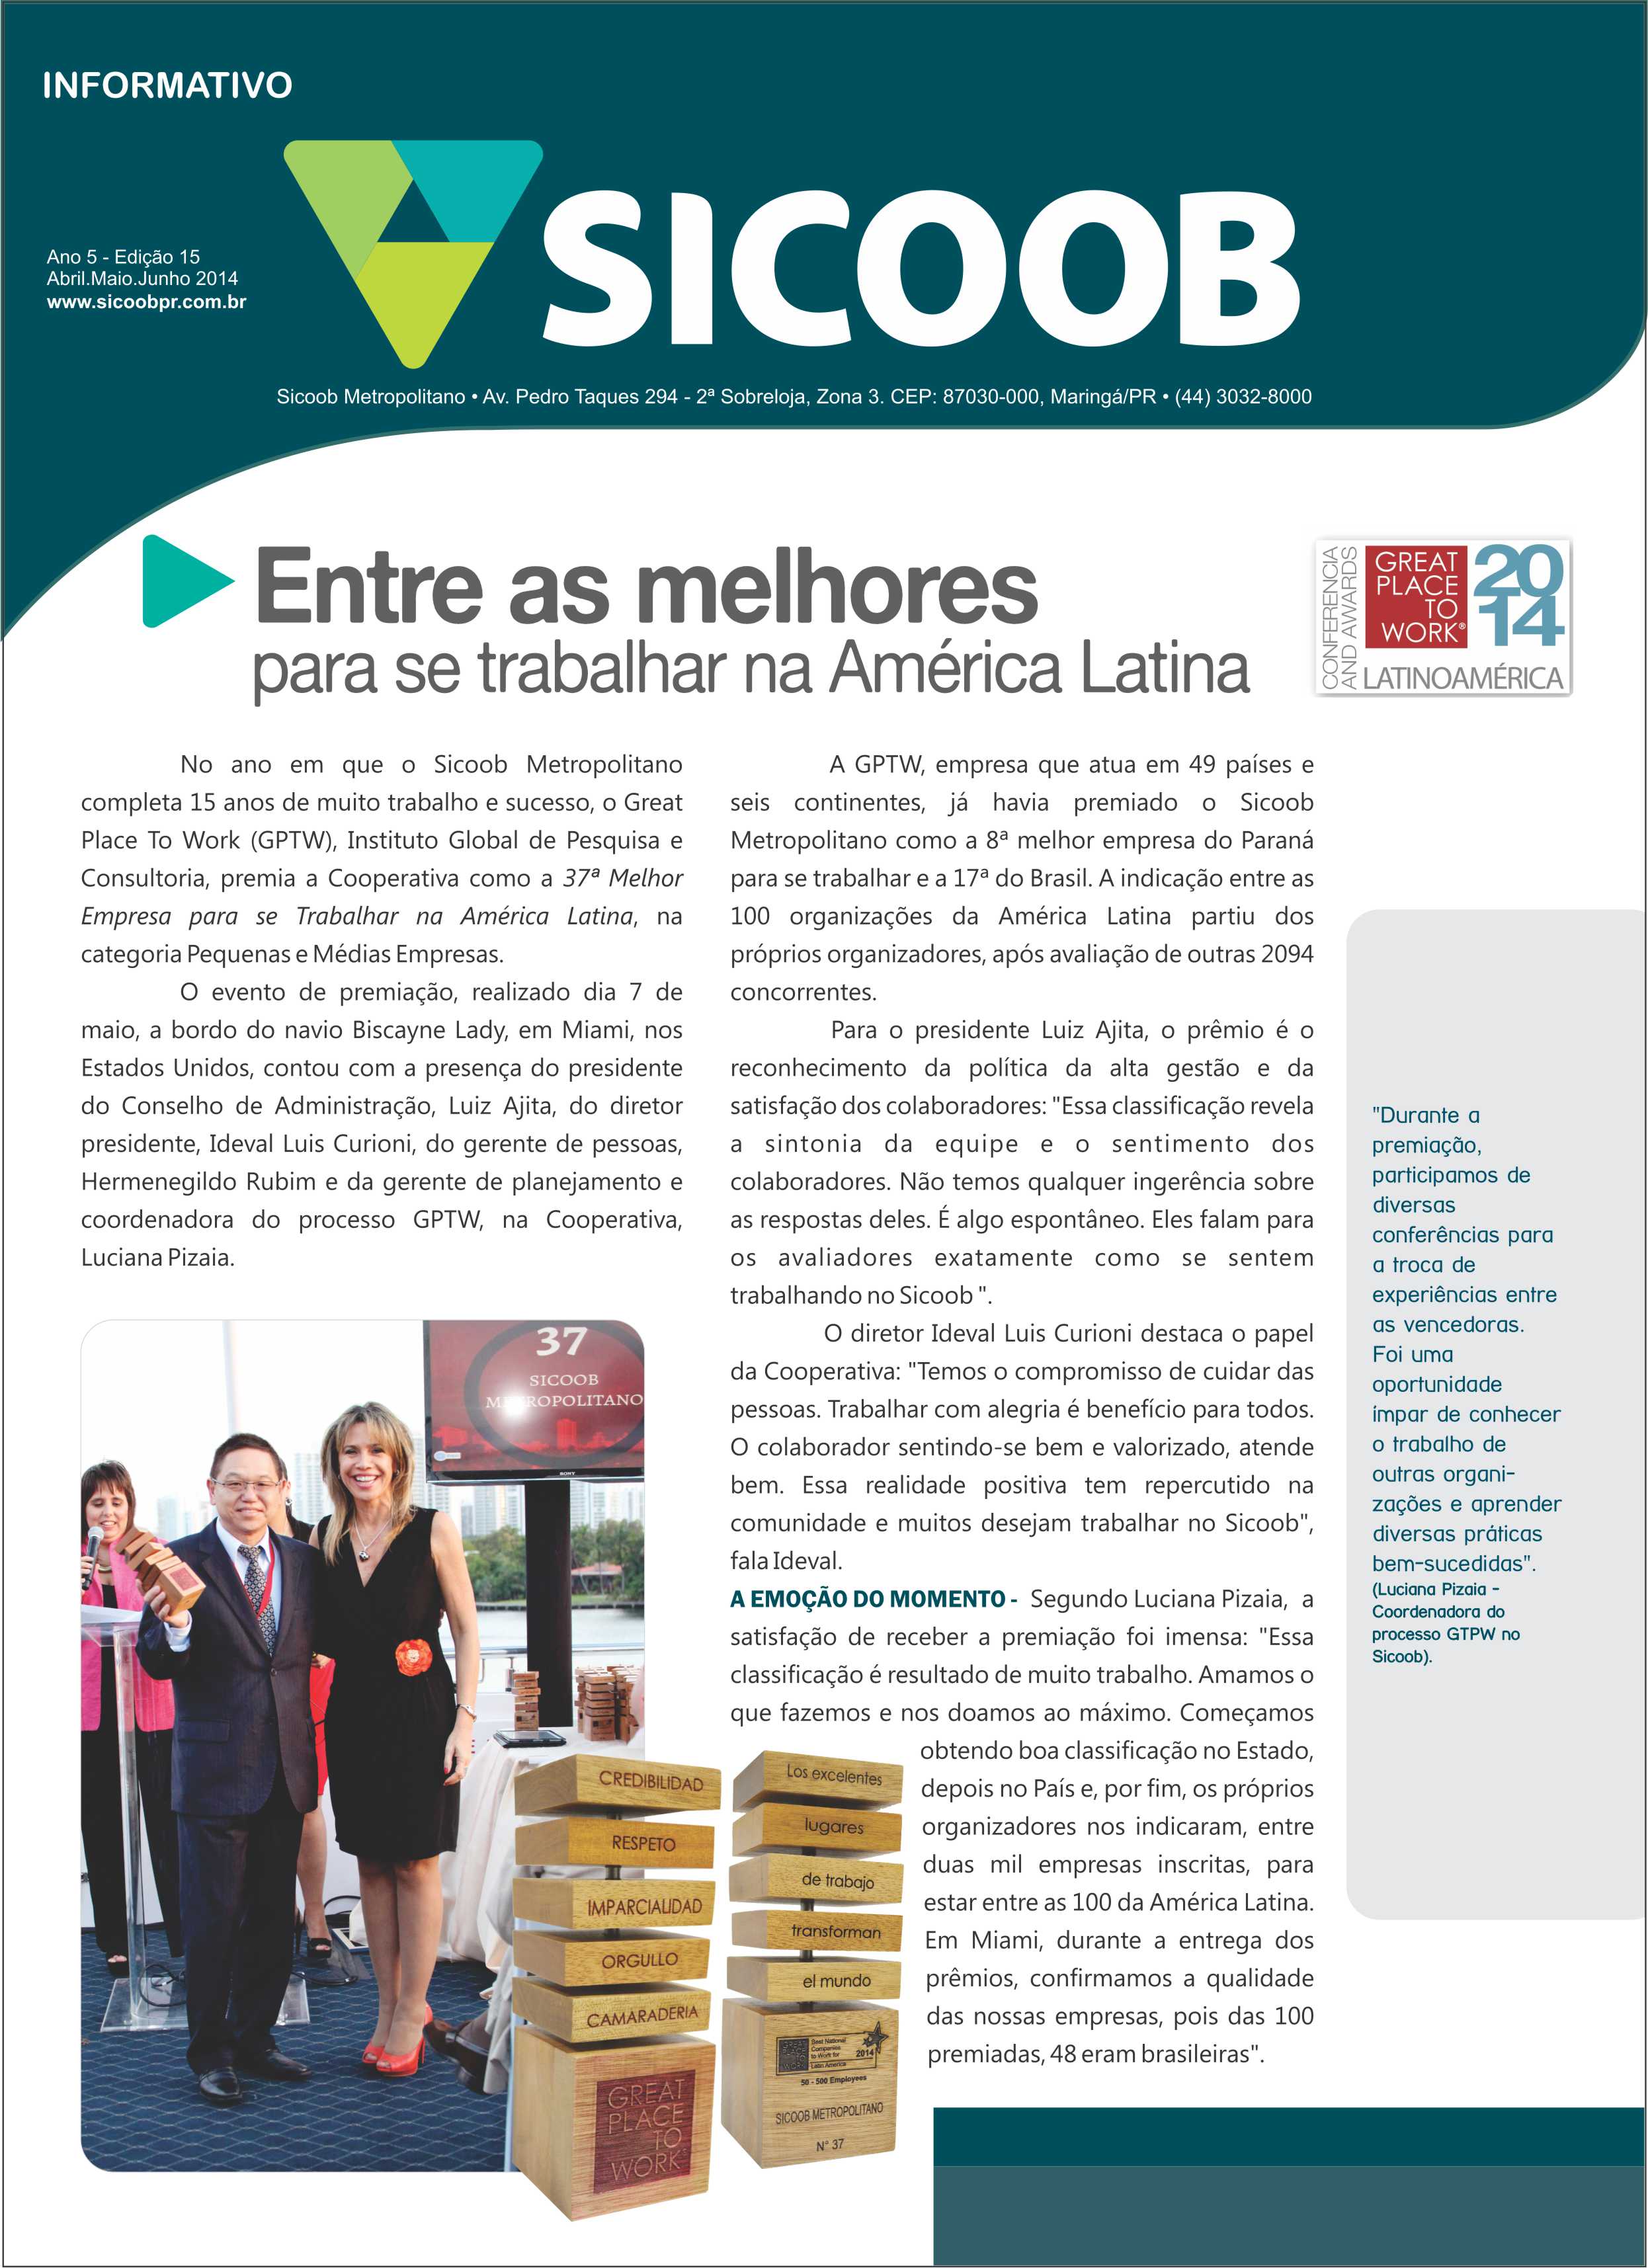 INFORMATIVO
SICOOB
Ano 5 - Edição 15
Abril.Maio.Junho 2014
www.sicoobpr.com.br
Sicoob Metropolitano • Av. Pedro Taques 294 - 2ª Sobreloja, Zona 3. CEP: 87030-000, Maringá/PR • (44) 3032-8000
Entre as melhores
para se trabalhar na América Latina
CONFERENCIA
AND AWARDS
GREAT
PLACE
TO
WORK®
20
14
LATINOAMÉRICA
No ano em que o Sicoob Metropolitano
completa 15 anos de muito trabalho e sucesso, o Great
Place To Work (GPTW), Instituto Global de Pesquisa e
Consultoria, premia a Cooperativa como a 37ª Melhor
Empresa para se Trabalhar na América Latina, na
categoria Pequenas e Médias Empresas.
O evento de premiação, realizado dia 7 de
maio, a bordo do navio Biscayne Lady, em Miami, nos
Estados Unidos, contou com a presença do presidente
do Conselho de Administração, Luiz Ajita, do diretor
presidente, Ideval Luis Curioni, do gerente de pessoas,
Hermenegildo Rubim e da gerente de planejamento e
coordenadora do processo GPTW, na Cooperativa,
Luciana Pizaia.
37
SICOOB
METROPOLITANO
SONY
CREDIBILIDAD
RESPETO
IMPARCIALIDAD
ORGULLO
CAMARADERIA
GREAT
PLACE
TO
WORK
Los excelentes
lugares
de trabajo
transforman
el mundo
Best National
Companies
to Work for
Latin America
2014
50 - 500 Employees
SICOOB METROPOLITANO
N° 37
A GPTW, empresa que atua em 49 países e
seis continentes, já havia premiado o Sicoob
Metropolitano como a 8ª melhor empresa do Paraná
para se trabalhar e a 17ª do Brasil. A indicação entre as
100 organizações da América Latina partiu dos
próprios organizadores, após avaliação de outras 2094
concorrentes.
Para o presidente Luiz Ajita, o prêmio é o
reconhecimento da política da alta gestão e da
satisfação dos colaboradores: "Essa classificação revela
a sintonia da equipe e o sentimento dos
colaboradores. Não temos qualquer ingerência sobre
as respostas deles. É algo espontâneo. Eles falam para
os avaliadores exatamente como se sentem
trabalhando no Sicoob ".
O diretor Ideval Luis Curioni destaca o papel
da Cooperativa: "Temos o compromisso de cuidar das
pessoas. Trabalhar com alegria é benefício para todos.
O colaborador sentindo-se bem e valorizado, atende
bem. Essa realidade positiva tem repercutido na
comunidade e muitos desejam trabalhar no Sicoob",
fala Ideval.
A EMOÇÃO DO MOMENTO - Segundo Luciana Pizaia, a
satisfação de receber a premiação foi imensa: "Essa
classificação é resultado de muito trabalho. Amamos o
que fazemos e nos doamos ao máximo. Começamos
obtendo boa classificação no Estado,
depois no País e, por fim, os próprios
organizadores nos indicaram, entre
duas mil empresas inscritas, para
estar entre as 100 da América Latina.
Em Miami, durante a entrega dos
prêmios, confirmamos a qualidade
das nossas empresas, pois das 100
premiadas, 48 eram brasileiras".
"Durante a
premiação,
participamos de
diversas
conferências para
a troca de
experiências entre
as vencedoras.
Foi uma
oportunidade
ímpar de conhecer
o trabalho de
outras organi-
zações e aprender
diversas práticas
bem-sucedidas".
(Luciana Pizaia -
Coordenadora do
processo GTPW no
Sicoob).